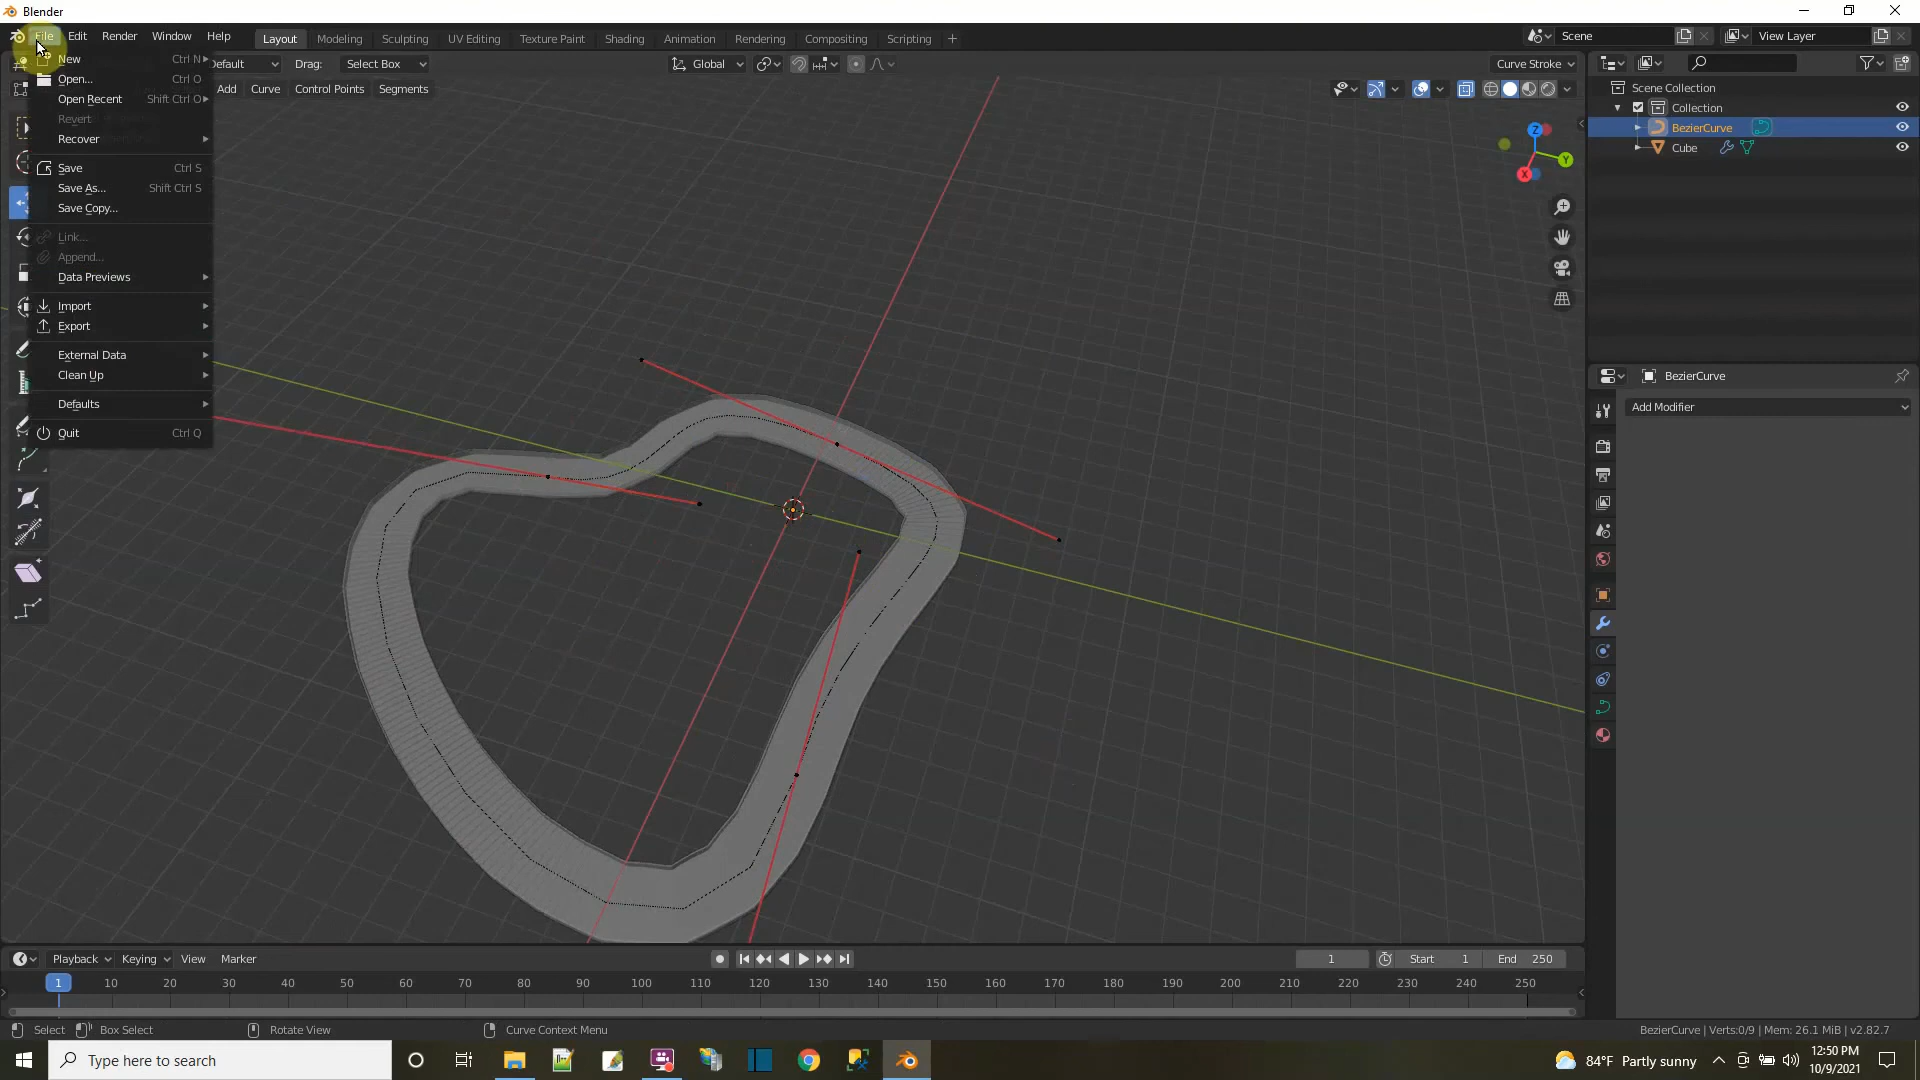 Blender
File Edit Render Window Help Layout Modeling Sculpting UV Editing Texture Paint Shading Animation Rendering Compositing Scripting + Scene View Layer
Default Drag: Select Box Global Curve Stroke
Add Curve Control Points Segments
New Ctrl N
Open... Ctrl O
Open Recent Shift Ctrl O
Revert
Recover
Save Ctrl S
Save As... Shift Ctrl S
Save Copy...
Link...
Append...
Data Previews
Import
Export
External Data
Clean Up
Defaults
Quit Ctrl Q
Z
Y
X
Scene Collection
Collection
BezierCurve
Cube
BezierCurve
Add Modifier
Playback Keying View Marker 1 Start 1 End 250
1 10 20 30 40 50 60 70 80 90 100 110 120 130 140 150 160 170 180 190 200 210 220 230 240 250
Select Box Select Rotate View Curve Context Menu BezierCurve | Verts:0/9 | Mem: 26.1 MiB | v2.82.7
Type here to search 84°F Partly sunny 12:50 PM
10/9/2021